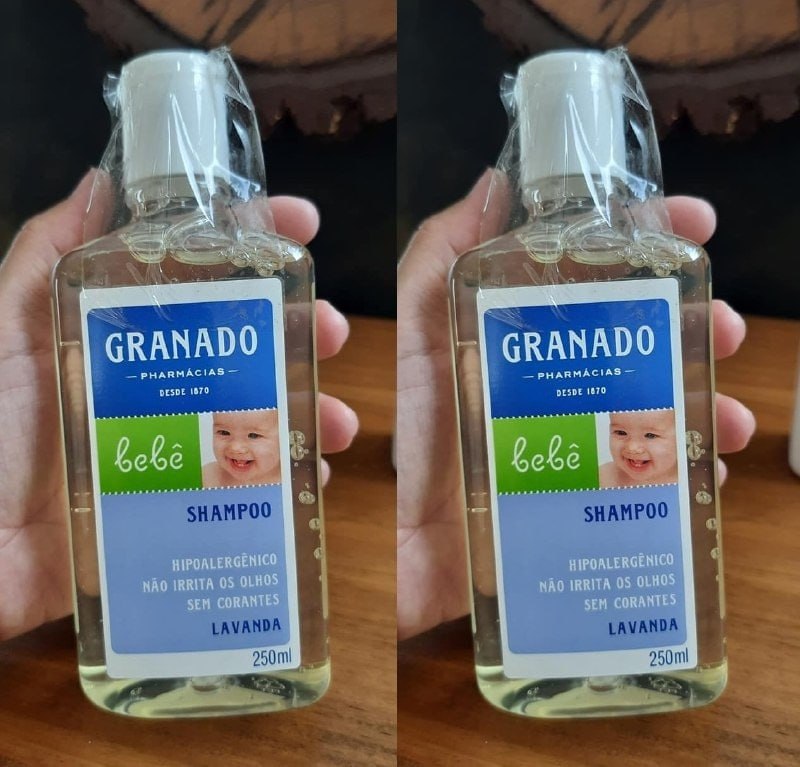 GRANADO
PHARMÁCIAS
DESDE 1870
bebê
SHAMPOO
HIPOALERGÊNICO
NÃO IRRITA OS OLHOS
SEM CORANTES
LAVANDA
250ml
GRANADO
PHARMÁCIAS
DESDE 1870
bebê
SHAMPOO
HIPOALERGÊNICO
NÃO IRRITA OS OLHOS
SEM CORANTES
LAVANDA
250ml